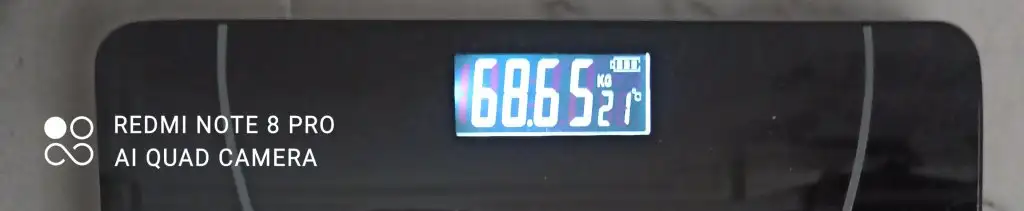 68.65 KG
21°C
REDMI NOTE 8 PRO
AI QUAD CAMERA